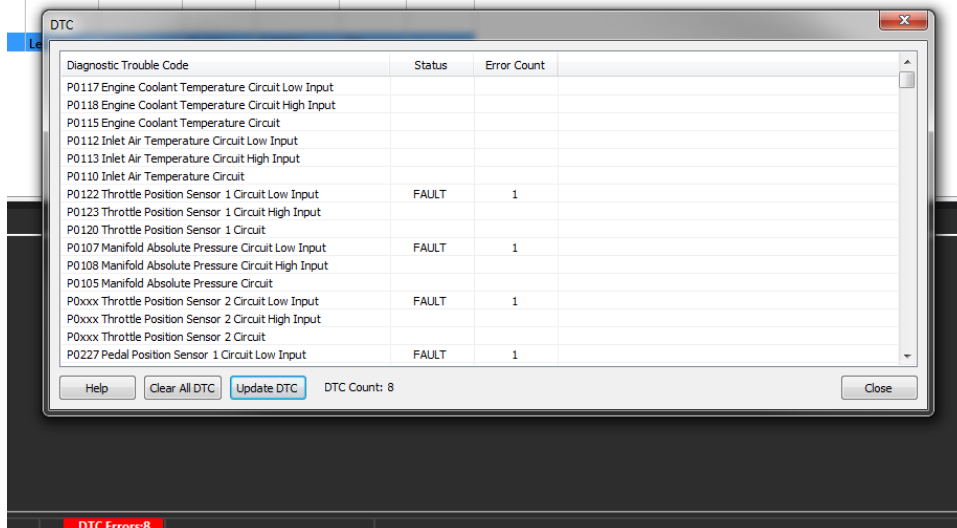 DTC
Le
Diagnostic Trouble Code Status Error Count
P0117 Engine Coolant Temperature Circuit Low Input
P0118 Engine Coolant Temperature Circuit High Input
P0115 Engine Coolant Temperature Circuit
P0112 Inlet Air Temperature Circuit Low Input
P0113 Inlet Air Temperature Circuit High Input
P0110 Inlet Air Temperature Circuit
P0122 Throttle Position Sensor 1 Circuit Low Input FAULT 1
P0123 Throttle Position Sensor 1 Circuit High Input
P0120 Throttle Position Sensor 1 Circuit
P0107 Manifold Absolute Pressure Circuit Low Input FAULT 1
P0108 Manifold Absolute Pressure Circuit High Input
P0105 Manifold Absolute Pressure Circuit
P0xxx Throttle Position Sensor 2 Circuit Low Input FAULT 1
P0xxx Throttle Position Sensor 2 Circuit High Input
P0xxx Throttle Position Sensor 2 Circuit
P0227 Pedal Position Sensor 1 Circuit Low Input FAULT 1
Help Clear All DTC Update DTC DTC Count: 8 Close
DTC Errors:8